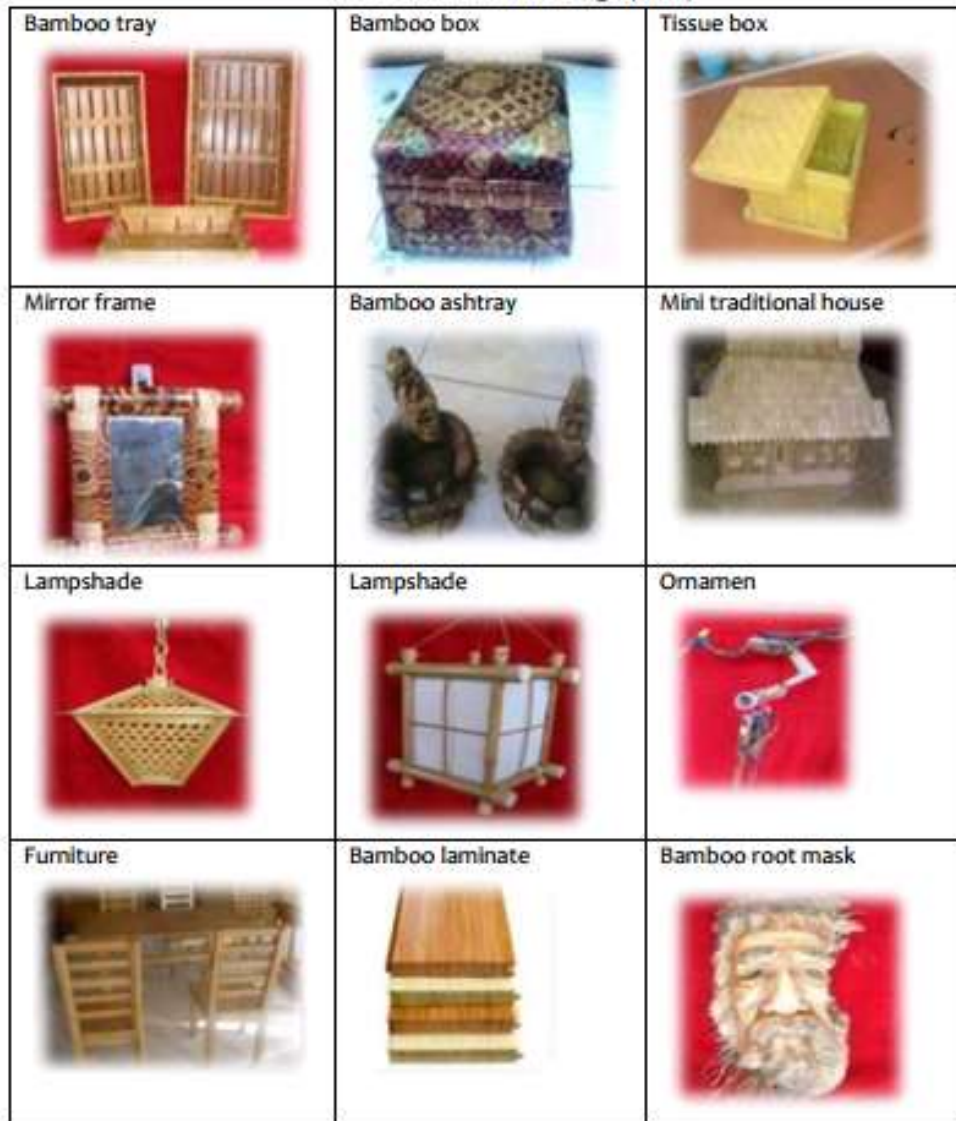 Bamboo tray
Bamboo box
Tissue box
Mirror frame
Bamboo ashtray
Mini traditional house
Lampshade
Lampshade
Ornamen
Furniture
Bamboo laminate
Bamboo root mask